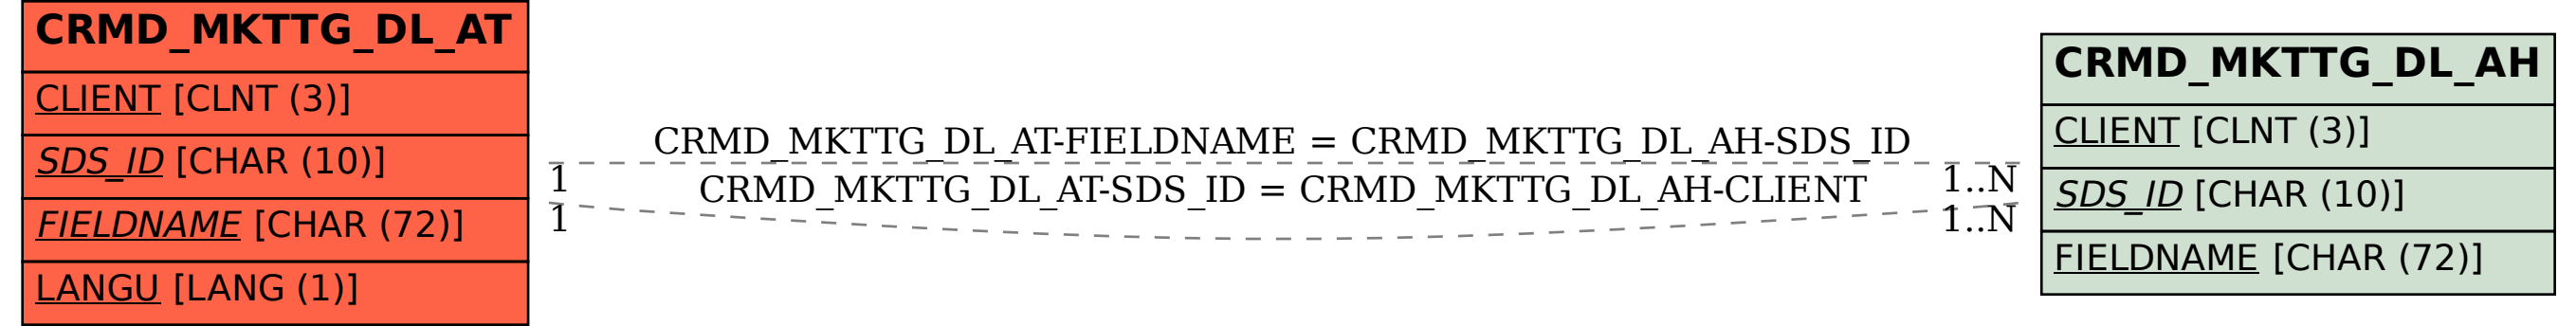 CRMD_MKTTG_DL_AT
CLIENT [CLNT (3)]
SDS_ID [CHAR (10)]
FIELDNAME [CHAR (72)]
LANGU [LANG (1)]
CRMD_MKTTG_DL_AT-FIELDNAME = CRMD_MKTTG_DL_AH-SDS_ID
1
1..N
CRMD_MKTTG_DL_AT-SDS_ID = CRMD_MKTTG_DL_AH-CLIENT
1
1..N
CRMD_MKTTG_DL_AH
CLIENT [CLNT (3)]
SDS_ID [CHAR (10)]
FIELDNAME [CHAR (72)]